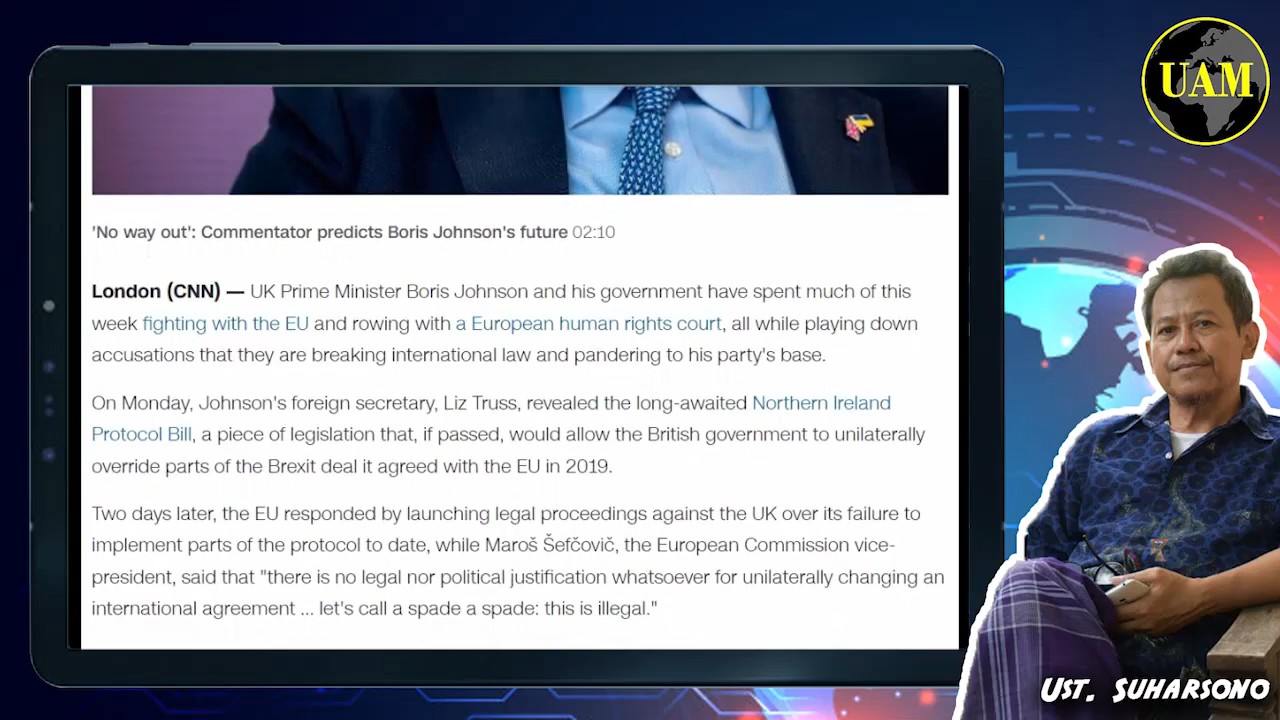 UAM
'No way out': Commentator predicts Boris Johnson's future 02:10
London (CNN) — UK Prime Minister Boris Johnson and his government have spent much of this
week fighting with the EU and rowing with a European human rights court, all while playing down
accusations that they are breaking international law and pandering to his party's base.
On Monday, Johnson's foreign secretary, Liz Truss, revealed the long-awaited Northern Ireland
Protocol Bill, a piece of legislation that, if passed, would allow the British government to unilaterally
override parts of the Brexit deal it agreed with the EU in 2019.
Two days later, the EU responded by launching legal proceedings against the UK over its failure to
implement parts of the protocol to date, while Maroš Šefčovič, the European Commission vice-
president, said that "there is no legal nor political justification whatsoever for unilaterally changing an
international agreement ... let's call a spade a spade: this is illegal."
UST. SUHARSONO